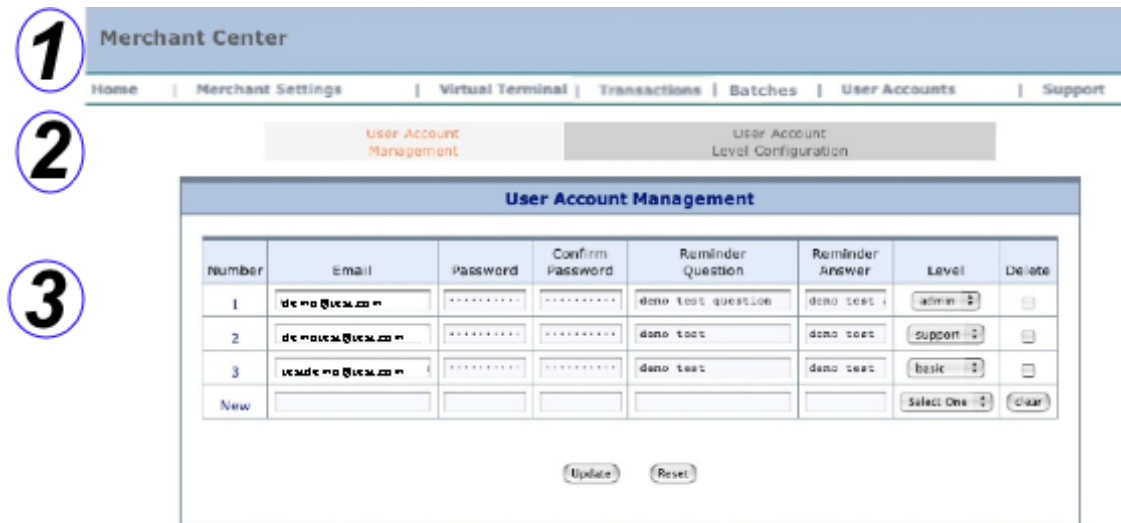 1
Merchant Center
Home | Merchant Settings | Virtual Terminal | Transactions | Batches | User Accounts | Support
2
User Account Management
User Account Level Configuration
User Account Management
3
Number Email Password Confirm Password Reminder Question Reminder Answer Level Delete
1 demo test question demo test admin
2 demo test demo test support
3 demo test demo test basic
New Select One clear
Update Reset